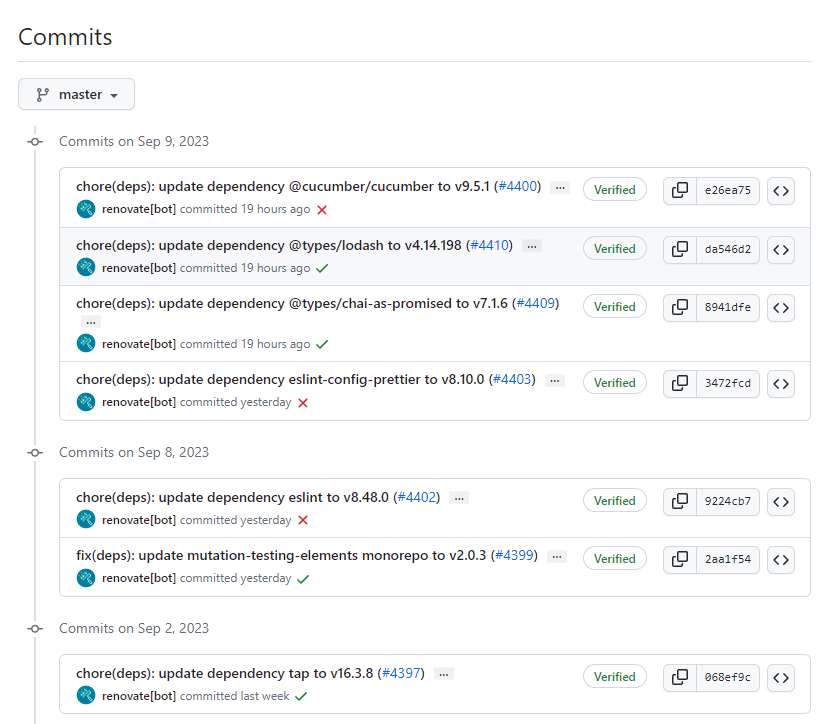 Commits
master
Commits on Sep 9, 2023
chore(deps): update dependency @cucumber/cucumber to v9.5.1 (#4400) ... Verified e26ea75
renovate[bot] committed 19 hours ago
chore(deps): update dependency @types/lodash to v4.14.198 (#4410) ... Verified da546d2
renovate[bot] committed 19 hours ago
chore(deps): update dependency @types/chai-as-promised to v7.1.6 (#4409) Verified 8941dfe
...
renovate[bot] committed 19 hours ago
chore(deps): update dependency eslint-config-prettier to v8.10.0 (#4403) ... Verified 3472fcd
renovate[bot] committed yesterday
Commits on Sep 8, 2023
chore(deps): update dependency eslint to v8.48.0 (#4402) ... Verified 9224cb7
renovate[bot] committed yesterday
fix(deps): update mutation-testing-elements monorepo to v2.0.3 (#4399) ... Verified 2aa1f54
renovate[bot] committed yesterday
Commits on Sep 2, 2023
chore(deps): update dependency tap to v16.3.8 (#4397) ... Verified 068ef9c
renovate[bot] committed last week